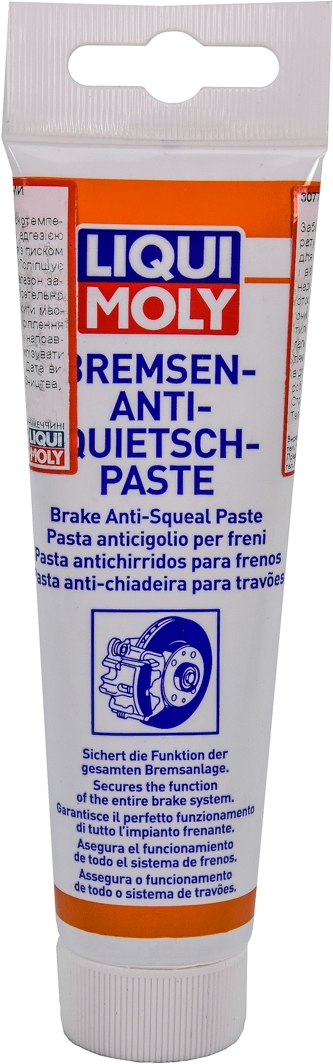 LIQUI
MOLY
BREMSEN-
ANTI-
QUIETSCH-
PASTE
Brake Anti-Squeal Paste
Pasta anticigolio per freni
Pasta antichirridos para frenos
Pasta anti-chiadeira para travões
Sichert die Funktion der
gesamten Bremsanlage.
Secures the function
of the entire brake system.
Garantisce il perfetto funzionamento
di tutto l'impianto frenante.
Asegura el funcionamiento
de todo el sistema de frenos.
Assegura o funcionamento
de todo o sistema de travões.
LIQUI
MOLY
3077